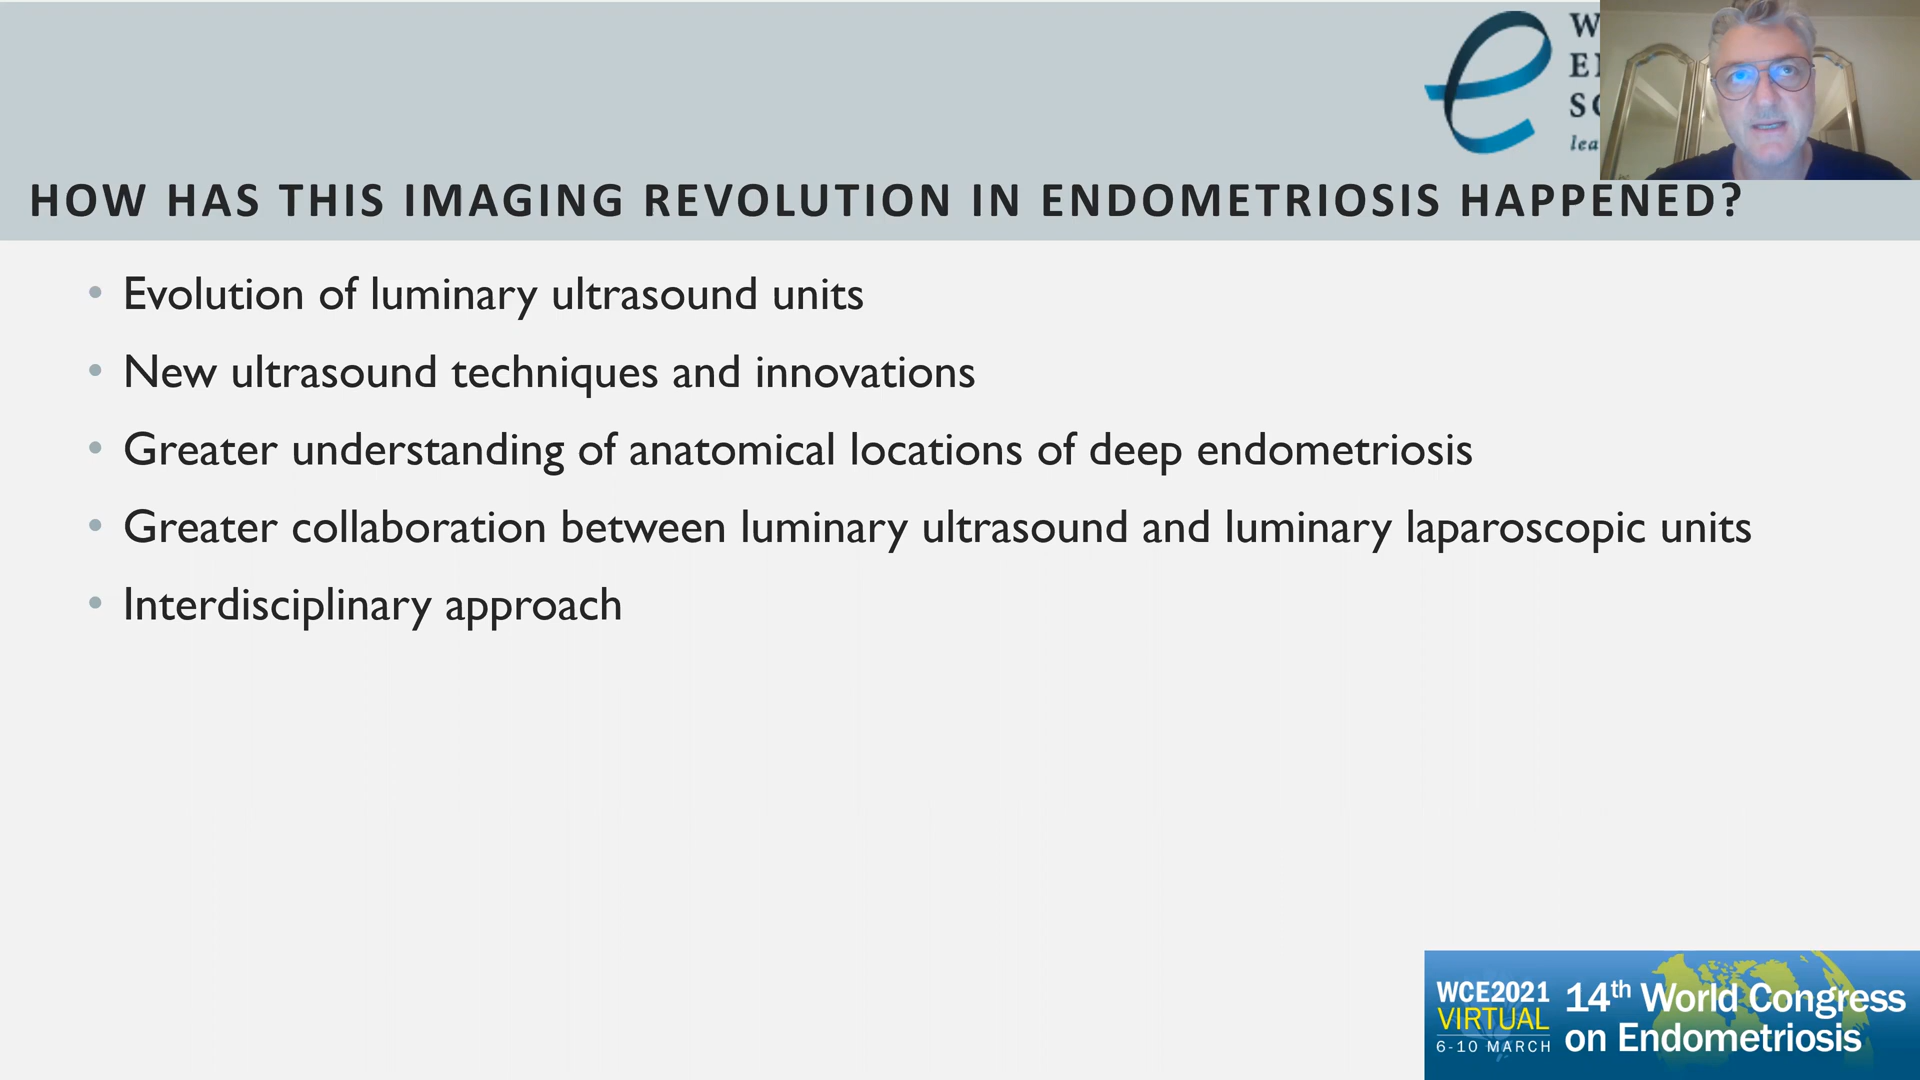 HOW HAS THIS IMAGING REVOLUTION IN ENDOMETRIOSIS HAPPENED?
• Evolution of luminary ultrasound units
• New ultrasound techniques and innovations
• Greater understanding of anatomical locations of deep endometriosis
• Greater collaboration between luminary ultrasound and luminary laparoscopic units
• Interdisciplinary approach
WCE2021
VIRTUAL
6-10 MARCH
14th World Congress
on Endometriosis